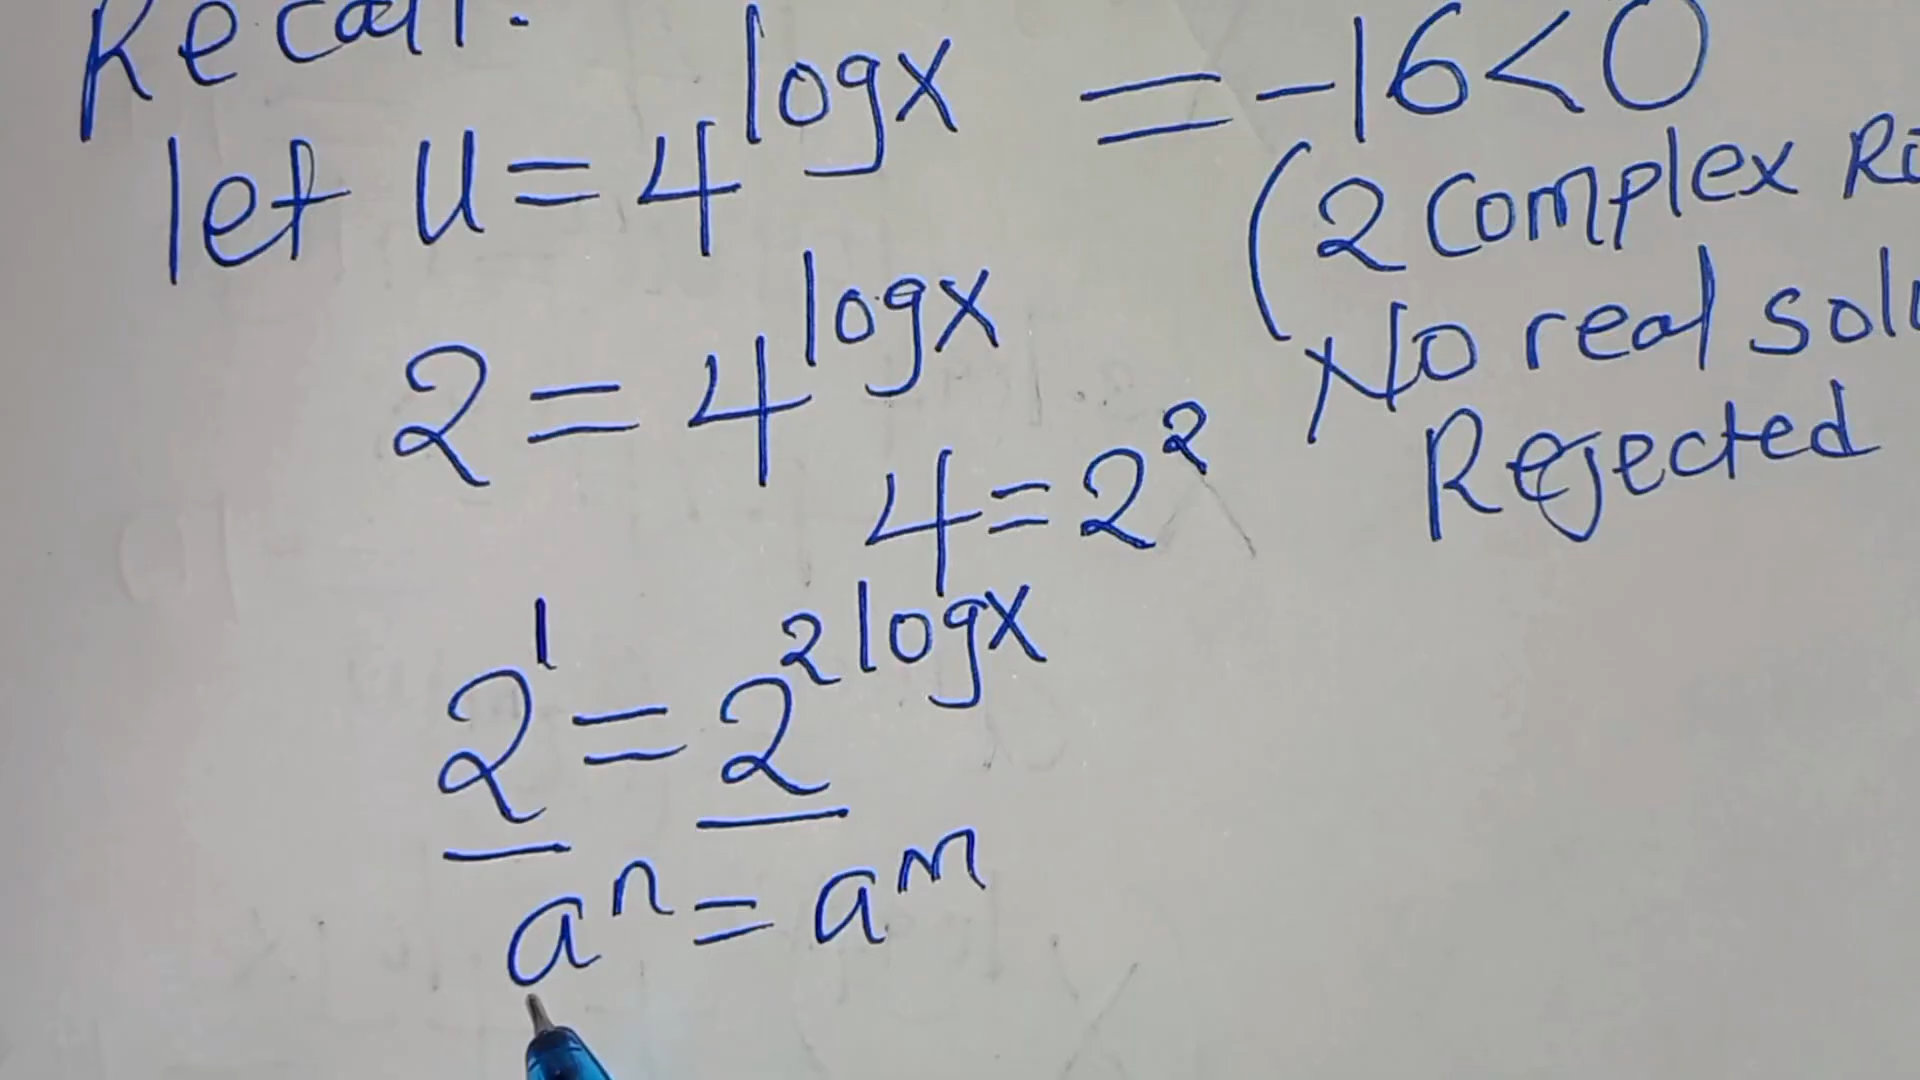 Recall:
let u = 4^logx
= -16 < 0
(2 complex
2 = 4^logx
No real
4 = 2^2
Rejected
2^1 = 2^2logx
a^n = a^m